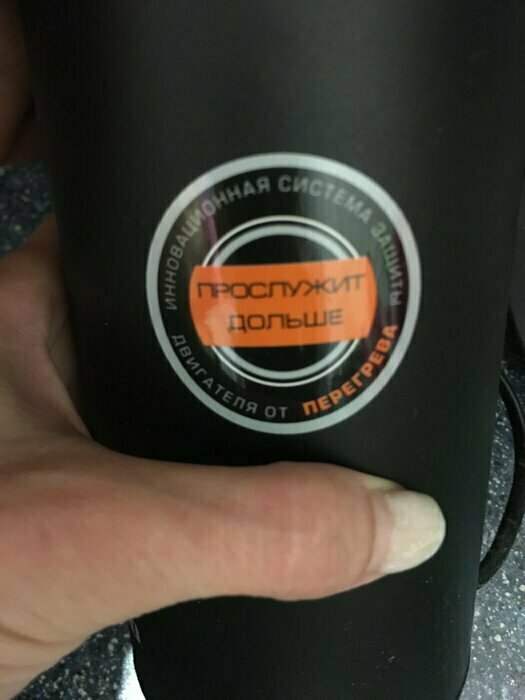 ИННОВАЦИОННАЯ СИСТЕМА ЗАЩИТЫ
ПРОСЛУЖИТ
ДОЛЬШЕ
ДВИГАТЕЛЯ ОТ ПЕРЕГРЕВА